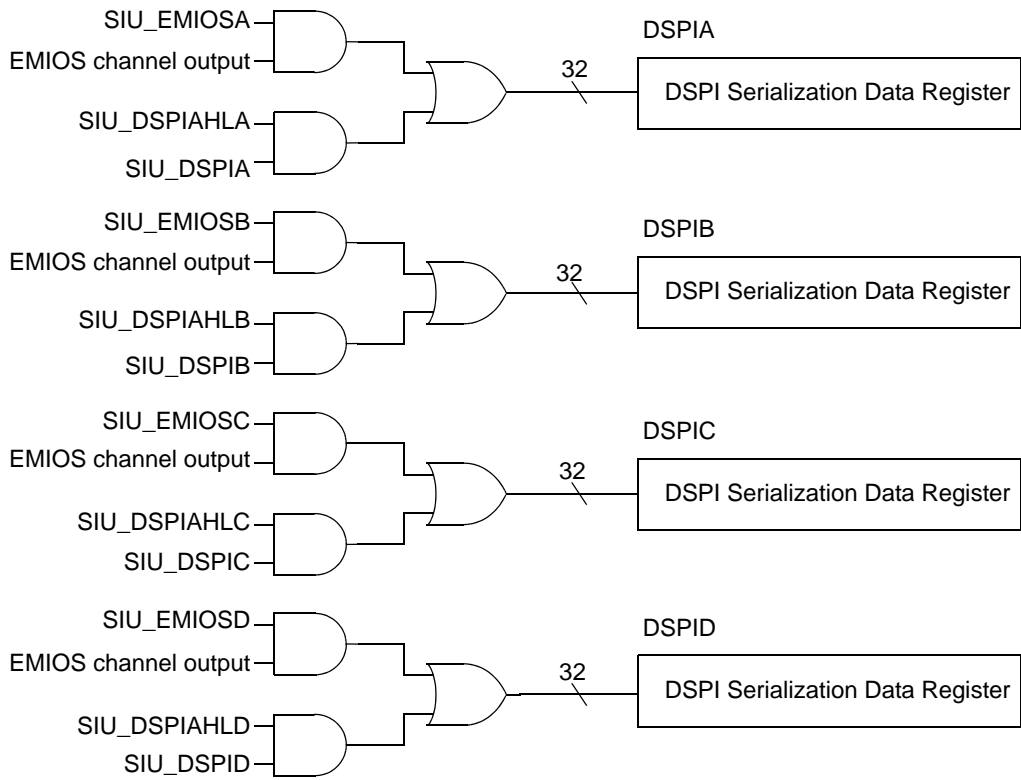 SIU_EMIOSA
EMIOS channel output
SIU_DSPIAHLA
SIU_DSPIA
32
DSPIA
DSPI Serialization Data Register
SIU_EMIOSB
EMIOS channel output
SIU_DSPIAHLB
SIU_DSPIB
32
DSPIB
DSPI Serialization Data Register
SIU_EMIOSC
EMIOS channel output
SIU_DSPIAHLC
SIU_DSPIC
32
DSPIC
DSPI Serialization Data Register
SIU_EMIOSD
EMIOS channel output
SIU_DSPIAHLD
SIU_DSPID
32
DSPID
DSPI Serialization Data Register